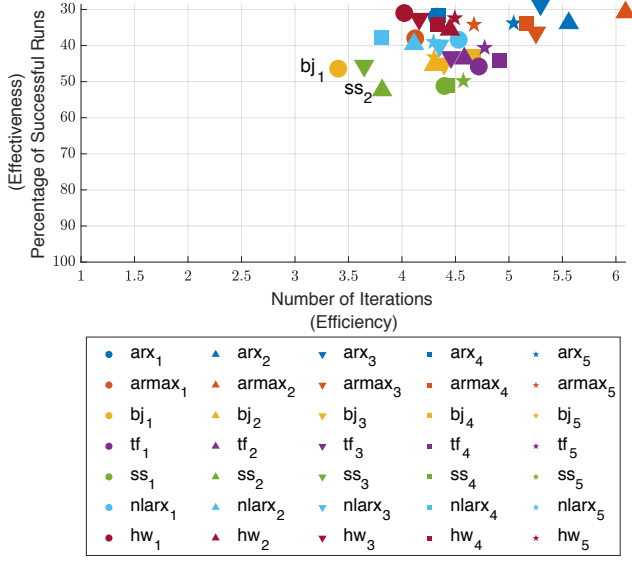 30
40
50
60
70
80
90
100
(Effectiveness)
Percentage of Successful Runs
bj1
ss2
1 1.5 2 2.5 3 3.5 4 4.5 5 5.5 6
Number of Iterations
(Efficiency)
arx1 arx2 arx3 arx4 arx5
armax1 armax2 armax3 armax4 armax5
bj1 bj2 bj3 bj4 bj5
tf1 tf2 tf3 tf4 tf5
ss1 ss2 ss3 ss4 ss5
nlarx1 nlarx2 nlarx3 nlarx4 nlarx5
hw1 hw2 hw3 hw4 hw5